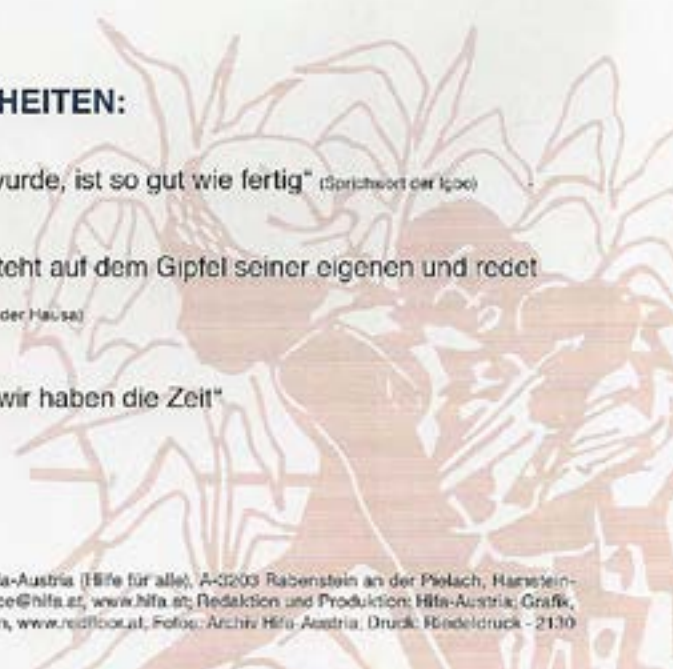 HEITEN:
wurde, ist so gut wie fertig“ (Sprichwort der Igbo)
teht auf dem Gipfel seiner eigenen und redet
der Hausa)
wir haben die Zeit“
a-Austria (Hilfe für alle), A-3203 Rabenstein an der Pielach,
ce@hifa.at, www.hifa.at; Redaktion und Produktion: Hifa-Austria; Grafik,
n, www.redfloor.at, Fotos: Archiv Hifa-Austria; Druck: Riedeldruck - 2130